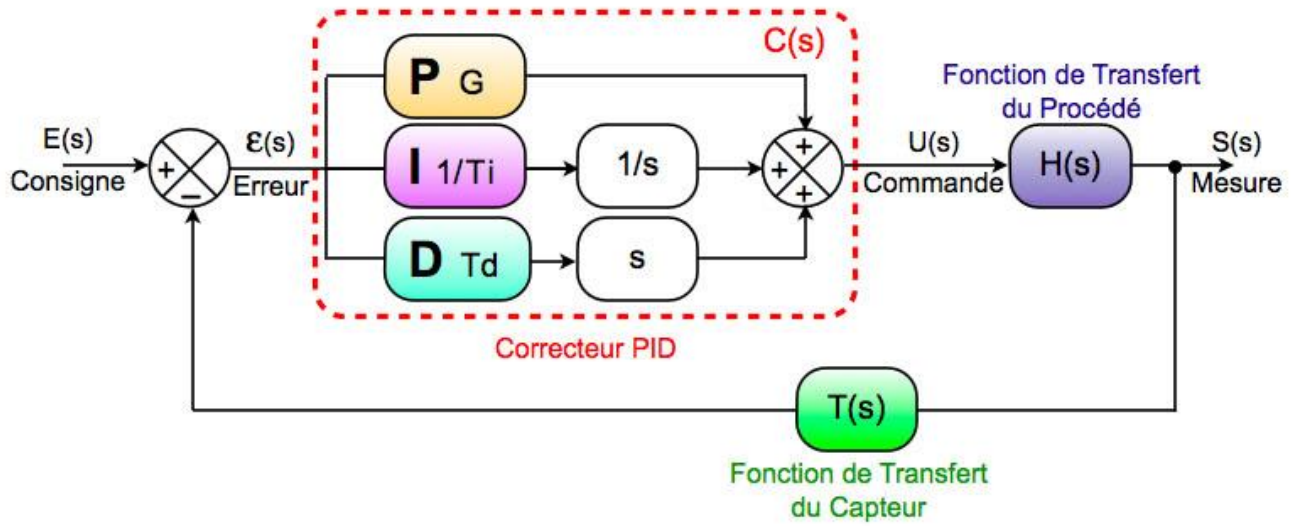 C(s)
P G
Fonction de Transfert
du Procédé
E(s)
Consigne
+
−
ε(s)
Erreur
I 1/Ti
1/s
+
+
+
U(s)
Commande
H(s)
S(s)
Mesure
D Td
s
Correcteur PID
T(s)
Fonction de Transfert
du Capteur